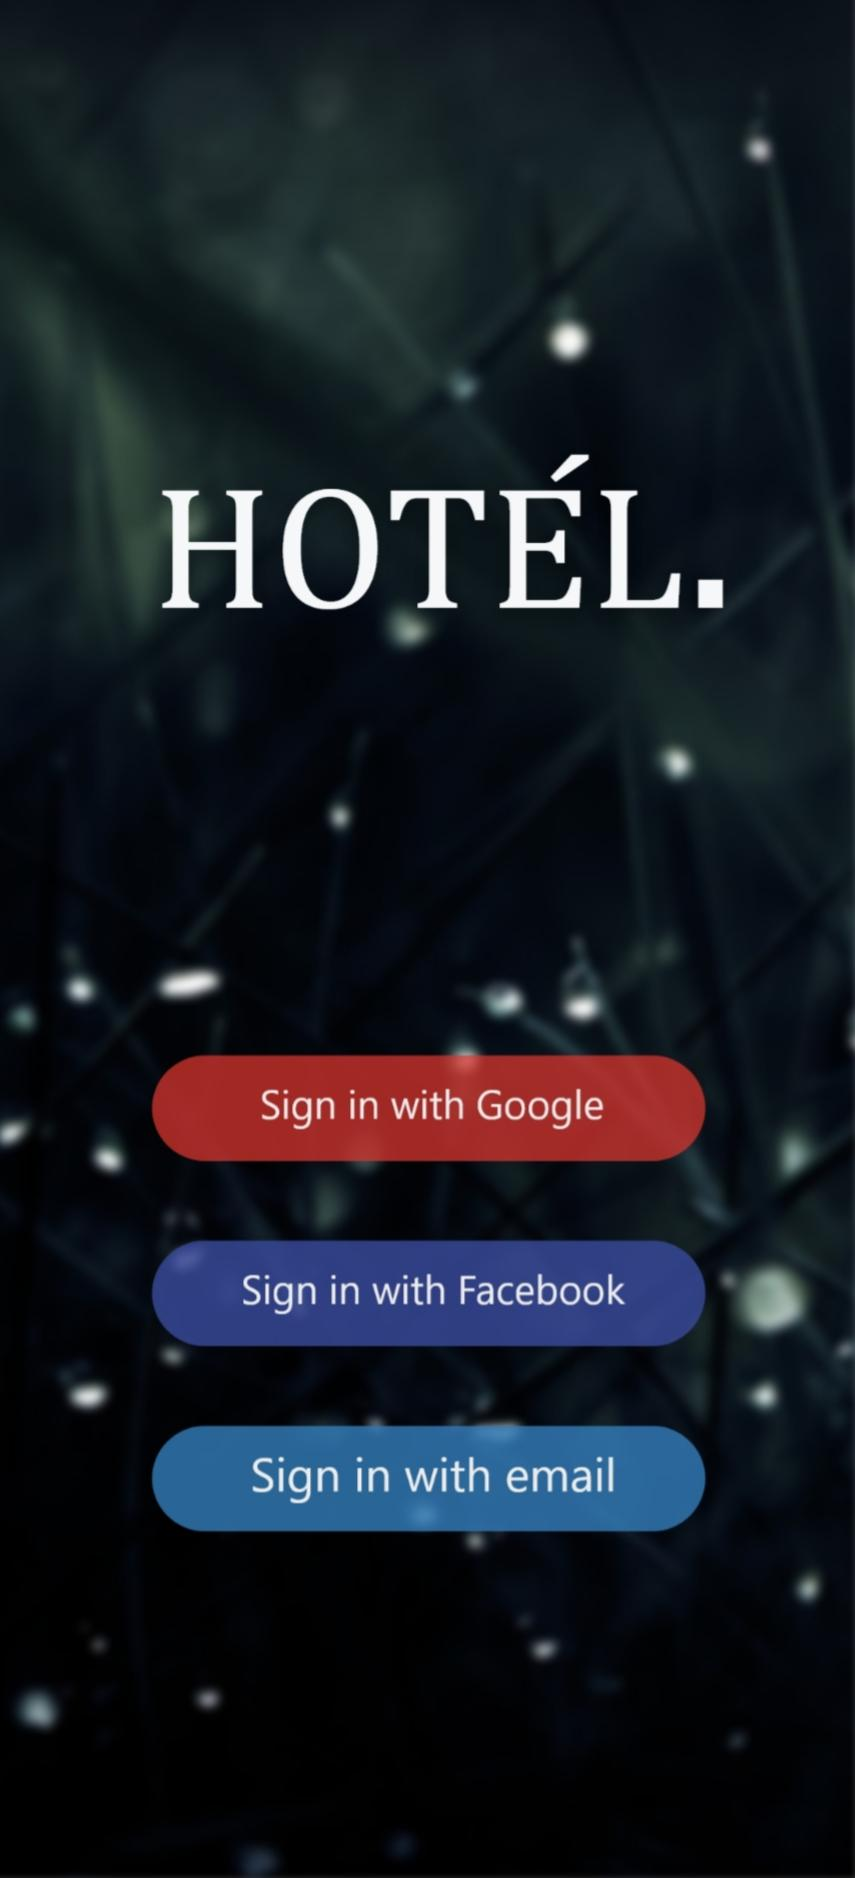 HOTÉL.
Sign in with Google
Sign in with Facebook
Sign in with email